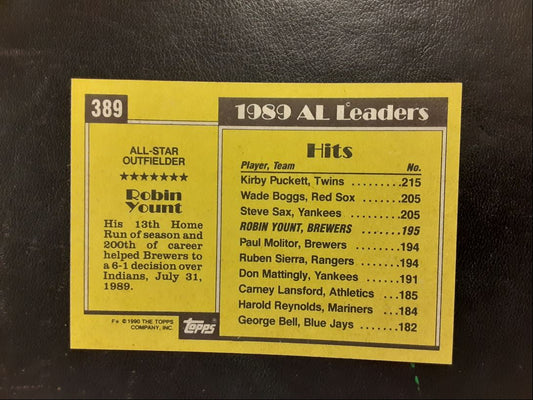 389
ALL-STAR
OUTFIELDER
★★★★★★★
Robin
Yount
His 13th Home
Run of season and
200th of career
helped Brewers to
a 6-1 decision over
Indians, July 31,
1989.
F* © 1990 THE TOPPS
COMPANY, INC.
Topps
1989 AL Leaders
Hits
Player, Team No.
Kirby Puckett, Twins ........215
Wade Boggs, Red Sox .......205
Steve Sax, Yankees .........205
ROBIN YOUNT, BREWERS ....195
Paul Molitor, Brewers ........194
Ruben Sierra, Rangers .......194
Don Mattingly, Yankees ......191
Carney Lansford, Athletics ...185
Harold Reynolds, Mariners ...184
George Bell, Blue Jays .......182